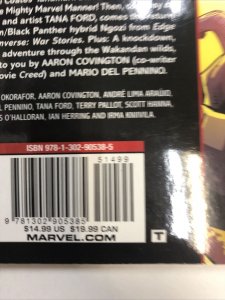 Mighty Marvel Manner! Then,
and artist TANA FORD, comes the
m/Black Panther hybrid Ngozi from Edge
nverse: War Stories. Plus: A knockdown,
adventure through the Wakandan wilds,
to you by AARON COVINGTON (co-writer
ovie Creed) and MARIO DEL PENNINO.
OKORAFOR, AARON COVINGTON, ANDRÉ LIMA ARAÚJO,
L PENNINO, TANA FORD, TERRY PALLOT, SCOTT HANNA,
S O'HALLORAN, IAN HERRING AND IRMA KNIIVILA.
ISBN 978-1-302-90538-5
51499
9 781302 905385
$14.99 US $19.99 CAN
MARVEL.COM
T